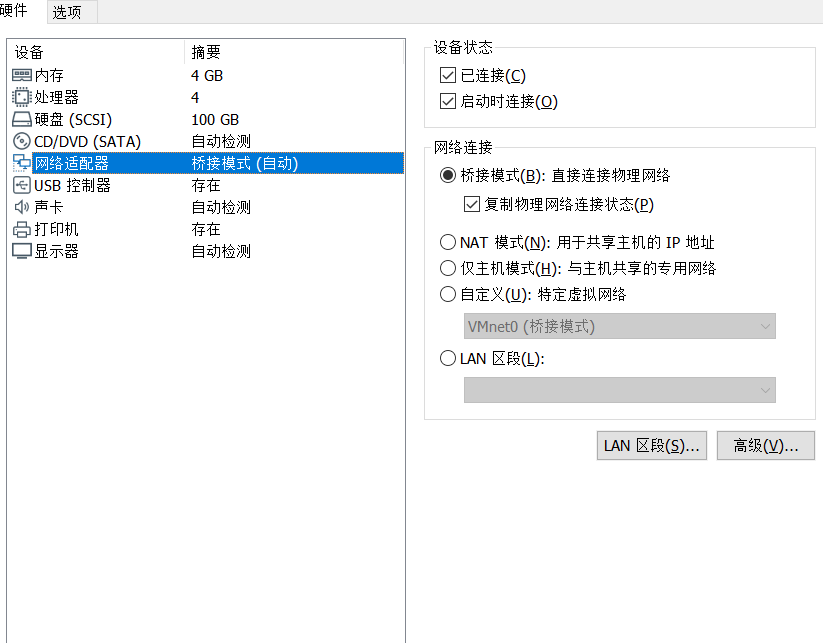 硬件 选项
设备 摘要
内存 4 GB
处理器 4
硬盘 (SCSI) 100 GB
CD/DVD (SATA) 自动检测
网络适配器 桥接模式 (自动)
USB 控制器 存在
声卡 自动检测
打印机 存在
显示器 自动检测
设备状态
已连接(C)
启动时连接(O)
网络连接
桥接模式(B): 直接连接物理网络
复制物理网络连接状态(P)
NAT 模式(N): 用于共享主机的 IP 地址
仅主机模式(H): 与主机共享的专用网络
自定义(U): 特定虚拟网络
VMnet0 (桥接模式)
LAN 区段(L):
LAN 区段(S)... 高级(V)...